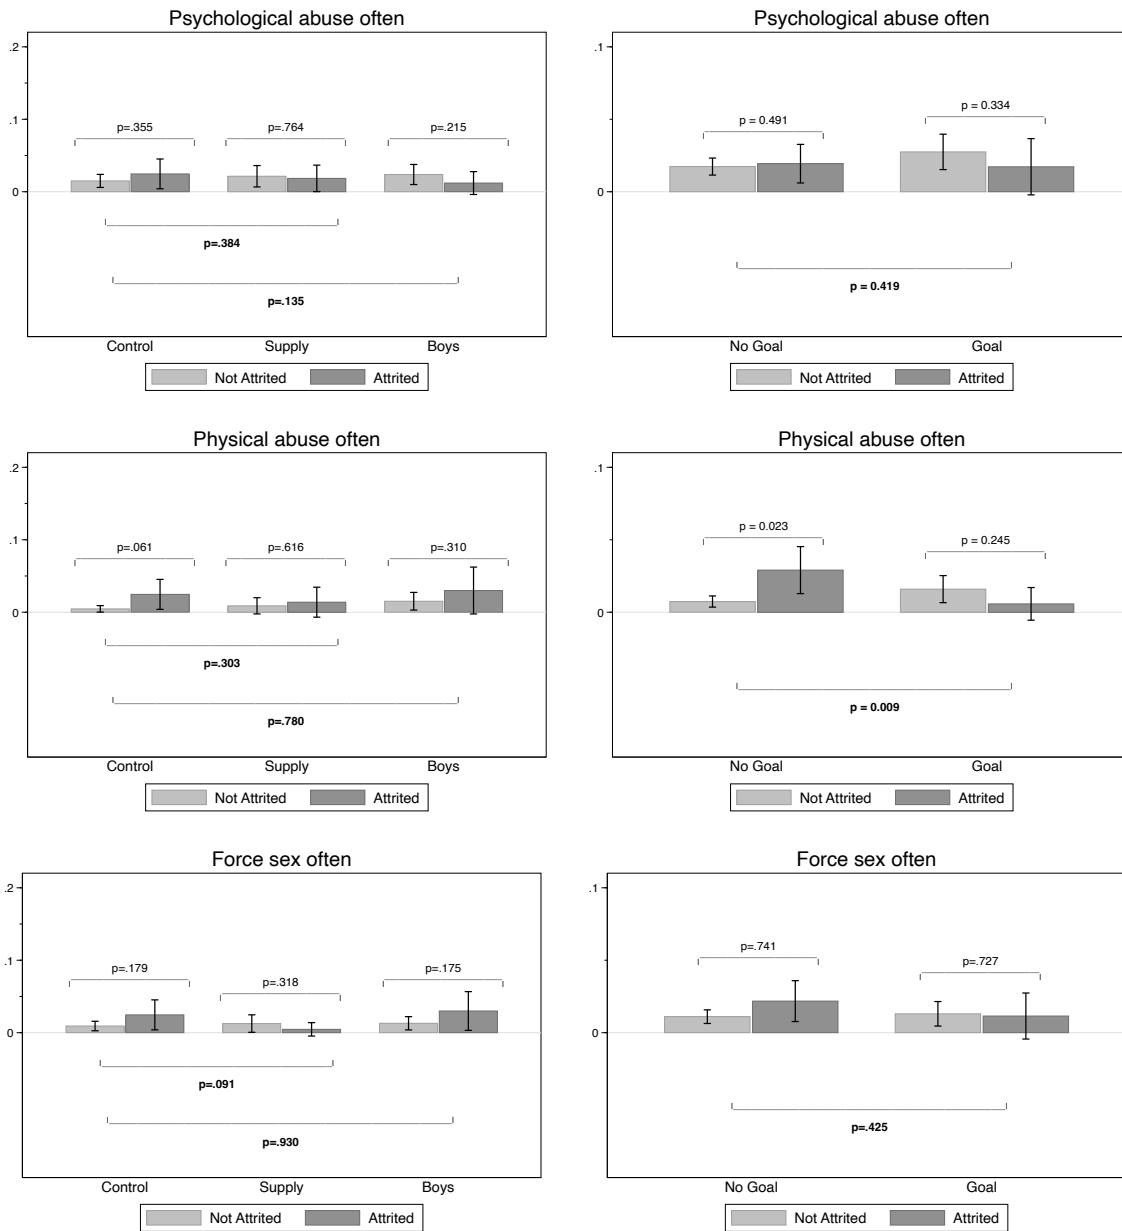 Psychological abuse often
.2
.1
0
p=.355
p=.764
p=.215
p=.384
p=.135
Control Supply Boys
Not Attrited Attrited
Psychological abuse often
.1
0
p = 0.491
p = 0.334
p = 0.419
No Goal Goal
Not Attrited Attrited
Physical abuse often
.2
.1
0
p=.061
p=.616
p=.310
p=.303
p=.780
Control Supply Boys
Not Attrited Attrited
Physical abuse often
.1
0
p = 0.023
p = 0.245
p = 0.009
No Goal Goal
Not Attrited Attrited
Force sex often
.2
.1
0
p=.179
p=.318
p=.175
p=.091
p=.930
Control Supply Boys
Not Attrited Attrited
Force sex often
.1
0
p=.741
p=.727
p=.425
No Goal Goal
Not Attrited Attrited